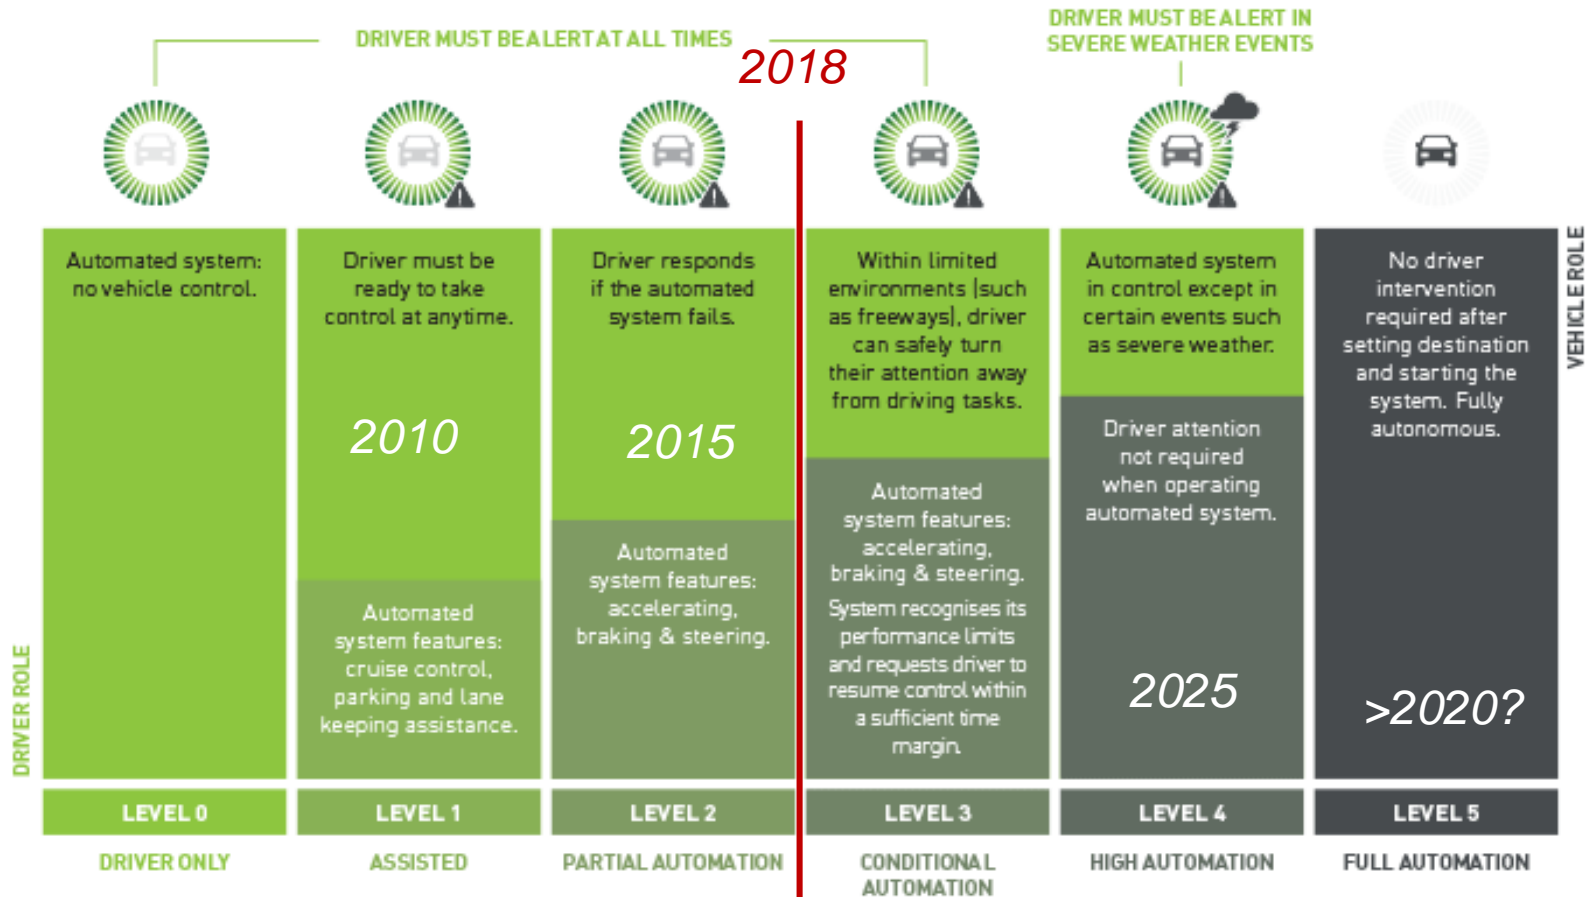 DRIVER MUST BE ALERT AT ALL TIMES
2018
DRIVER MUST BE ALERT IN
SEVERE WEATHER EVENTS
Automated system:
no vehicle control.
Driver must be
ready to take
control at anytime.
2010
Automated
system features:
cruise control,
parking and lane
keeping assistance.
Driver responds
if the automated
system fails.
2015
Automated
system features:
accelerating,
braking & steering.
Within limited
environments (such
as freeways), driver
can safely turn
their attention away
from driving tasks.
Automated
system features:
accelerating,
braking & steering.
System recognises its
performance limits
and requests driver to
resume control within
a sufficient time
margin.
Automated system
in control except in
certain events such
as severe weather.
Driver attention
not required
when operating
automated system.
2025
No driver
intervention
required after
setting destination
and starting the
system. Fully
autonomous.
>2020?
VEHICLE ROLE
DRIVER ROLE
LEVEL 0
LEVEL 1
LEVEL 2
LEVEL 3
LEVEL 4
LEVEL 5
DRIVER ONLY
ASSISTED
PARTIAL AUTOMATION
CONDITIONAL
AUTOMATION
HIGH AUTOMATION
FULL AUTOMATION